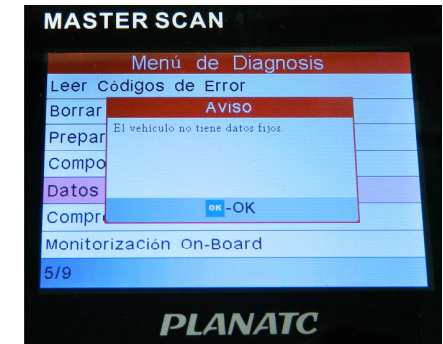 MASTER SCAN
Menú de Diagnosis
Leer Códigos de Error
Borrar
Aviso
Prepar
El vehiculo no tiene datos fijos.
Compo
Datos
OK -OK
Compr
Monitorización On-Board
5/9
PLANATC